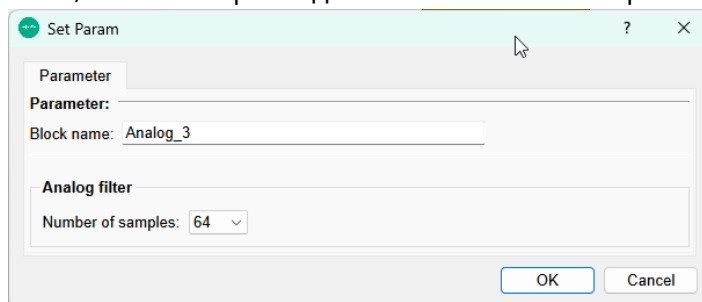 Set Param
?
Parameter
Parameter:
Block name: Analog_3
Analog filter
Number of samples: 64
OK Cancel